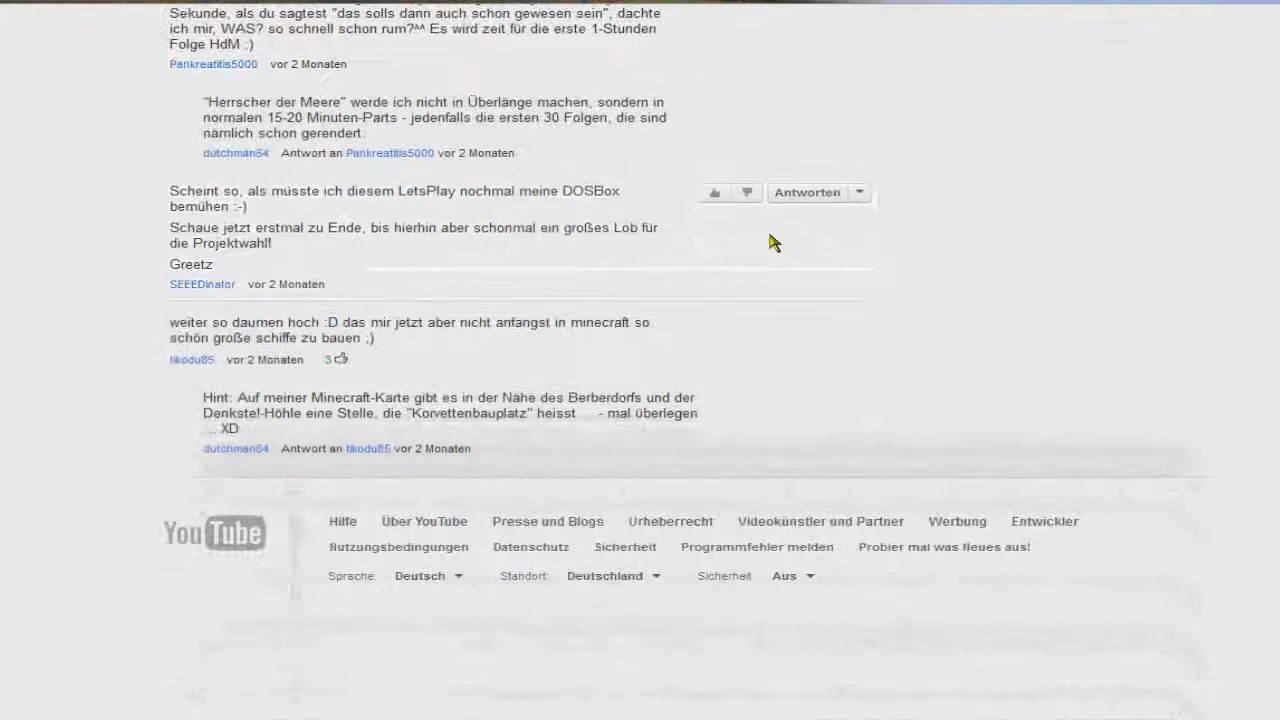 Sekunde, als du sagtest "das solls dann auch schon gewesen sein", dachte
ich mir, WAS? so schnell schon rum?^^ Es wird zeit für die erste 1-Stunden
Folge HdM :)
Pankreatitis5000 vor 2 Monaten
"Herrscher der Meere" werde ich nicht in Überlänge machen, sondern in
normalen 15-20 Minuten-Parts - jedenfalls die ersten 30 Folgen, die sind
nämlich schon gerendert.
dutchman64 Antwort an Pankreatitis5000 vor 2 Monaten
Scheint so, als müsste ich diesem LetsPlay nochmal meine DOSBox
bemühen :-)
Antworten
Schaue jetzt erstmal zu Ende, bis hierhin aber schonmal ein großes Lob für
die Projektwahl!
Greetz
SEEEDinator vor 2 Monaten
weiter so daumen hoch :D das mir jetzt aber nicht anfangst in minecraft so
schön große schiffe zu bauen ;)
tikodu85 vor 2 Monaten 3
Hint: Auf meiner Minecraft-Karte gibt es in der Nähe des Berberdorfs und der
Denkste!-Höhle eine Stelle, die "Korvettenbauplatz" heisst ... - mal überlegen
... XD
dutchman64 Antwort an tikodu85 vor 2 Monaten
YouTube
Hilfe Über YouTube Presse und Blogs Urheberrecht Videokünstler und Partner Werbung Entwickler
Nutzungsbedingungen Datenschutz Sicherheit Programmfehler melden Probier mal was Neues aus!
Sprache: Deutsch Standort: Deutschland Sicherheit Aus